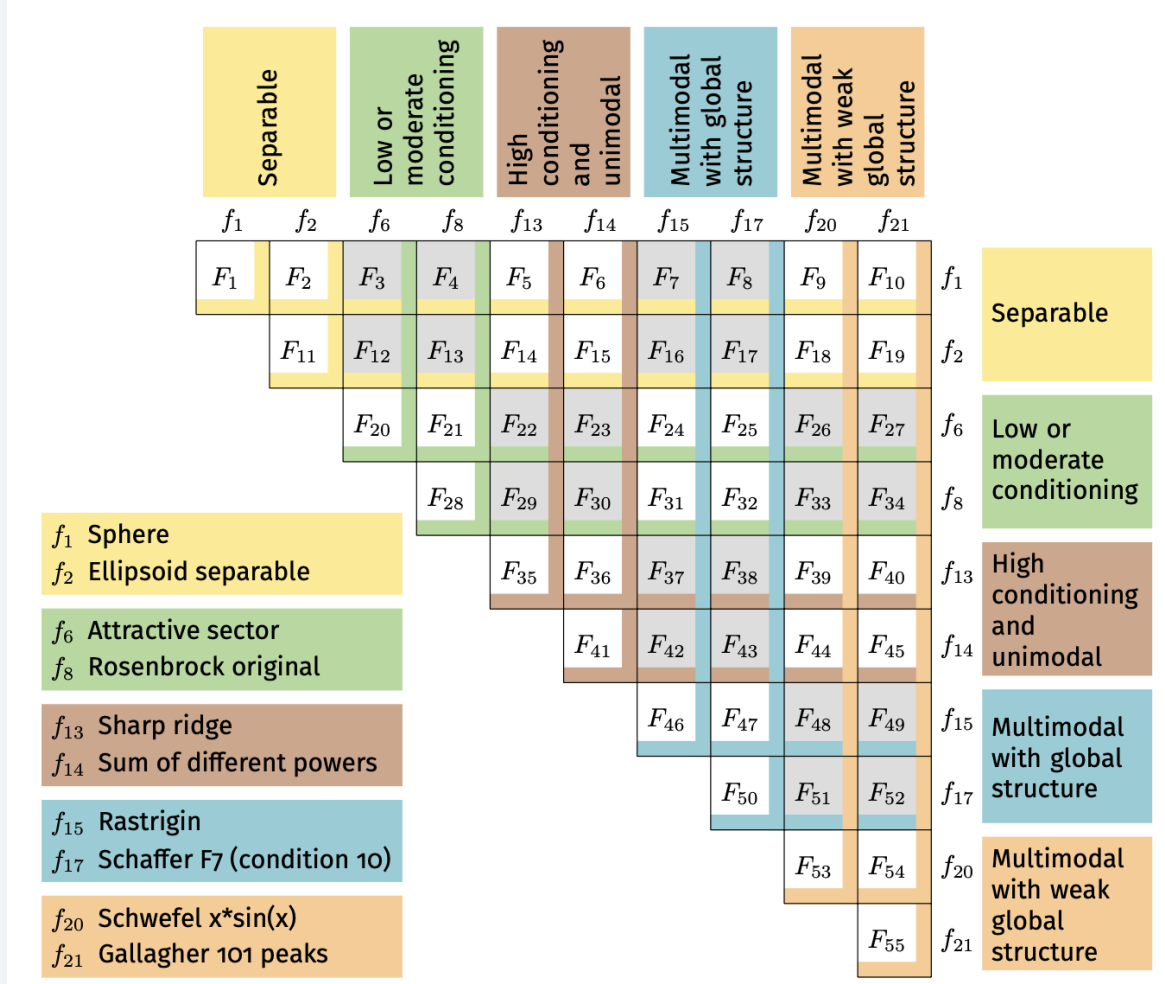 Separable
Low or
moderate
conditioning
High
conditioning
and
unimodal
Multimodal
with global
structure
Multimodal
with weak
global
structure
f₁ f₂ f₆ f₈ f₁₃ f₁₄ f₁₅ f₁₇ f₂₀ f₂₁
F₁ F₂ F₃ F₄ F₅ F₆ F₇ F₈ F₉ F₁₀ f₁
F₁₁ F₁₂ F₁₃ F₁₄ F₁₅ F₁₆ F₁₇ F₁₈ F₁₉ f₂
F₂₀ F₂₁ F₂₂ F₂₃ F₂₄ F₂₅ F₂₆ F₂₇ f₆
F₂₈ F₂₉ F₃₀ F₃₁ F₃₂ F₃₃ F₃₄ f₈
F₃₅ F₃₆ F₃₇ F₃₈ F₃₉ F₄₀ f₁₃
F₄₁ F₄₂ F₄₃ F₄₄ F₄₅ f₁₄
F₄₆ F₄₇ F₄₈ F₄₉ f₁₅
F₅₀ F₅₁ F₅₂ f₁₇
F₅₃ F₅₄ f₂₀
F₅₅ f₂₁
Separable
Low or
moderate
conditioning
High
conditioning
and
unimodal
Multimodal
with global
structure
Multimodal
with weak
global
structure
f₁ Sphere
f₂ Ellipsoid separable
f₆ Attractive sector
f₈ Rosenbrock original
f₁₃ Sharp ridge
f₁₄ Sum of different powers
f₁₅ Rastrigin
f₁₇ Schaffer F7 (condition 10)
f₂₀ Schwefel x*sin(x)
f₂₁ Gallagher 101 peaks